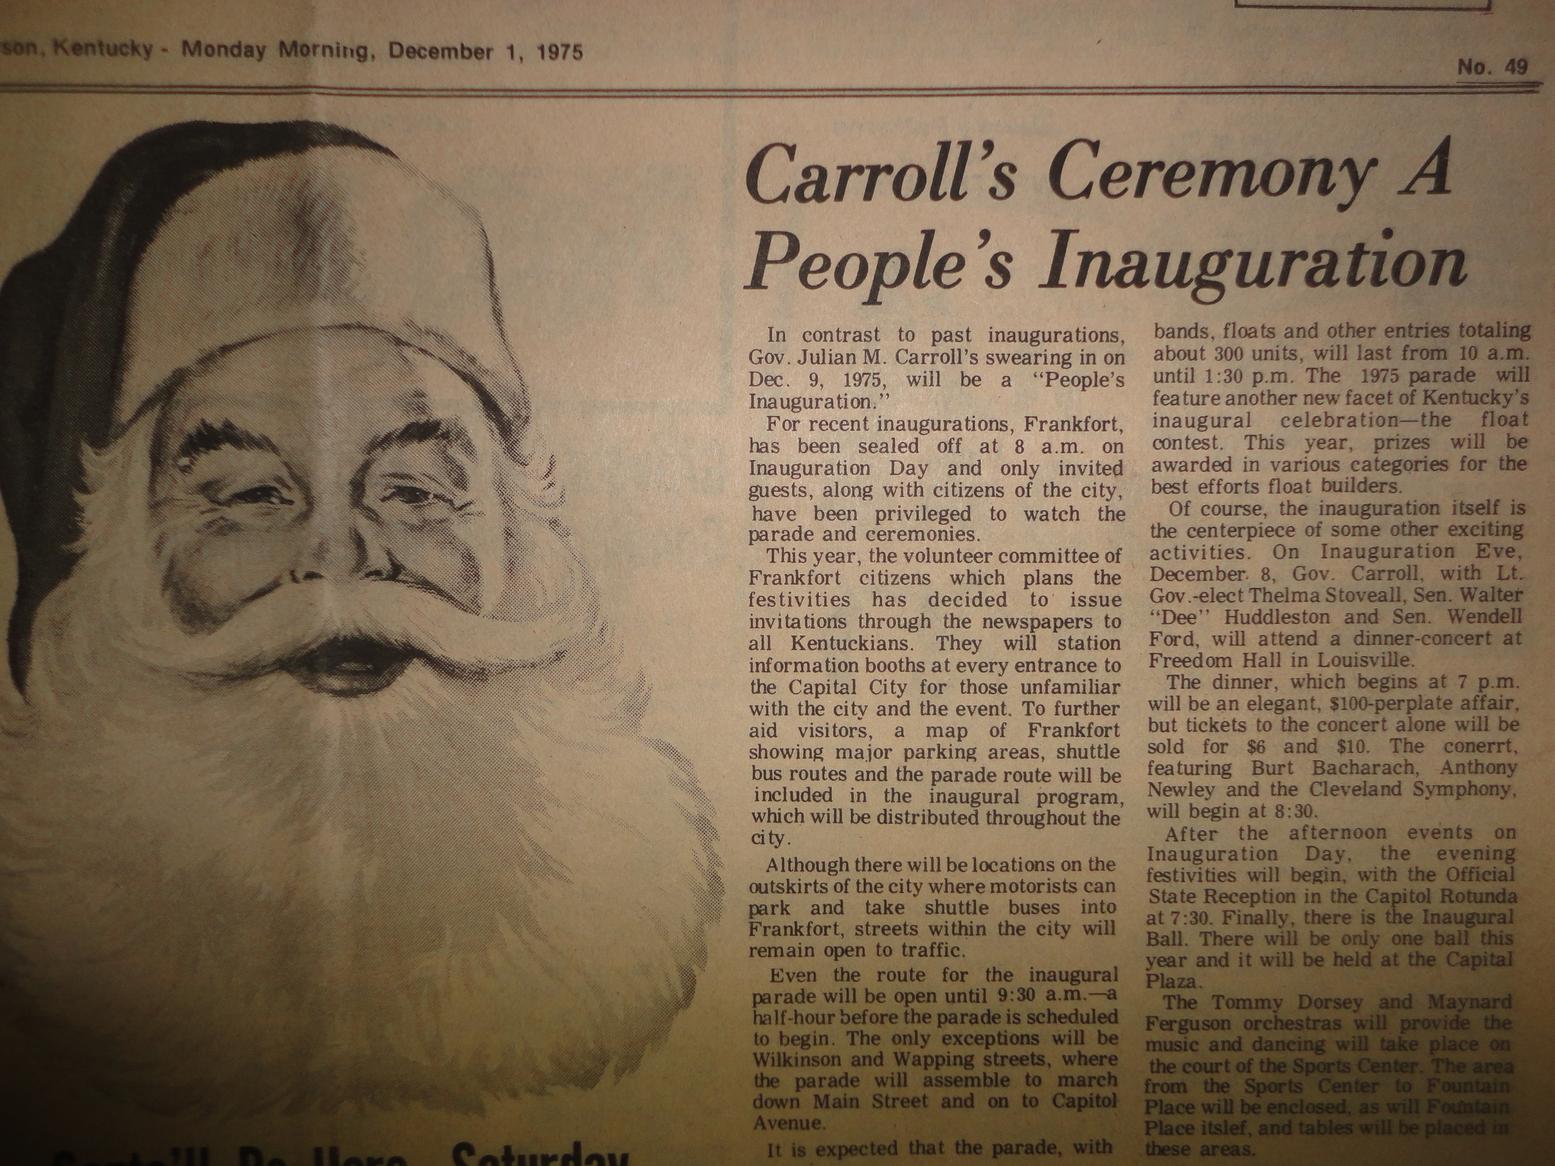 son, Kentucky - Monday Morning, December 1, 1975
No. 49
Carroll's Ceremony A
People's Inauguration
In contrast to past inaugurations,
Gov. Julian M. Carroll's swearing in on
Dec. 9, 1975, will be a "People's
Inauguration."
For recent inaugurations, Frankfort,
has been sealed off at 8 a.m. on
Inauguration Day and only invited
guests, along with citizens of the city,
have been privileged to watch the
parade and ceremonies.
This year, the volunteer committee of
Frankfort citizens which plans the
festivities has decided to issue
invitations through the newspapers to
all Kentuckians. They will station
information booths at every entrance to
the Capital City for those unfamiliar
with the city and the event. To further
aid visitors, a map of Frankfort
showing major parking areas, shuttle
bus routes and the parade route will be
included in the inaugural program,
which will be distributed throughout the
city.
Although there will be locations on the
outskirts of the city where motorists can
park and take shuttle buses into
Frankfort, streets within the city will
remain open to traffic.
Even the route for the inaugural
parade will be open until 9:30 a.m.—a
half-hour before the parade is scheduled
to begin. The only exceptions will be
Wilkinson and Wapping streets, where
the parade will assemble to march
down Main Street and on to Capitol
Avenue.
It is expected that the parade, with
bands, floats and other entries totaling
about 300 units, will last from 10 a.m.
until 1:30 p.m. The 1975 parade will
feature another new facet of Kentucky's
inaugural celebration—the float
contest. This year, prizes will be
awarded in various categories for the
best efforts float builders.
Of course, the inauguration itself is
the centerpiece of some other exciting
activities. On Inauguration Eve,
December 8, Gov. Carroll, with Lt.
Gov.-elect Thelma Stoveall, Sen. Walter
"Dee" Huddleston and Sen. Wendell
Ford, will attend a dinner-concert at
Freedom Hall in Louisville.
The dinner, which begins at 7 p.m.
will be an elegant, $100-perplate affair,
but tickets to the concert alone will be
sold for $6 and $10. The conerrt,
featuring Burt Bacharach, Anthony
Newley and the Cleveland Symphony,
will begin at 8:30.
After the afternoon events on
Inauguration Day, the evening
festivities will begin, with the Official
State Reception in the Capitol Rotunda
at 7:30. Finally, there is the Inaugural
Ball. There will be only one ball this
year and it will be held at the Capital
Plaza.
The Tommy Dorsey and Maynard
Ferguson orchestras will provide the
music and dancing will take place on
the court of the Sports Center. The area
from the Sports Center to Fountain
Place will be enclosed, as will Fountain
Place itslef, and tables will be placed in
these areas.
Santa'll Be Here Saturday